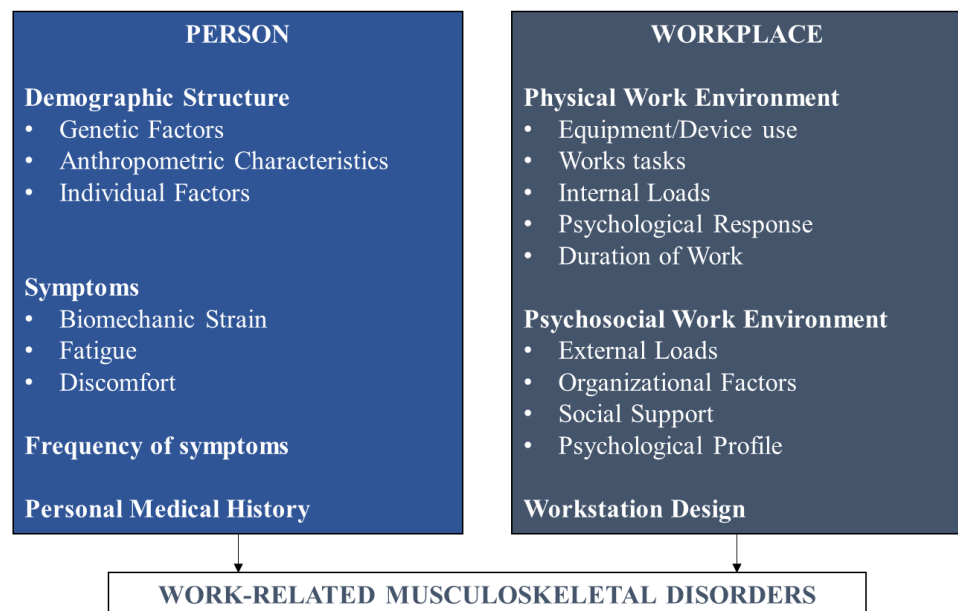 PERSON
Demographic Structure
• Genetic Factors
• Anthropometric Characteristics
• Individual Factors
Symptoms
• Biomechanic Strain
• Fatigue
• Discomfort
Frequency of symptoms
Personal Medical History
WORKPLACE
Physical Work Environment
• Equipment/Device use
• Works tasks
• Internal Loads
• Psychological Response
• Duration of Work
Psychosocial Work Environment
• External Loads
• Organizational Factors
• Social Support
• Psychological Profile
Workstation Design
WORK-RELATED MUSCULOSKELETAL DISORDERS